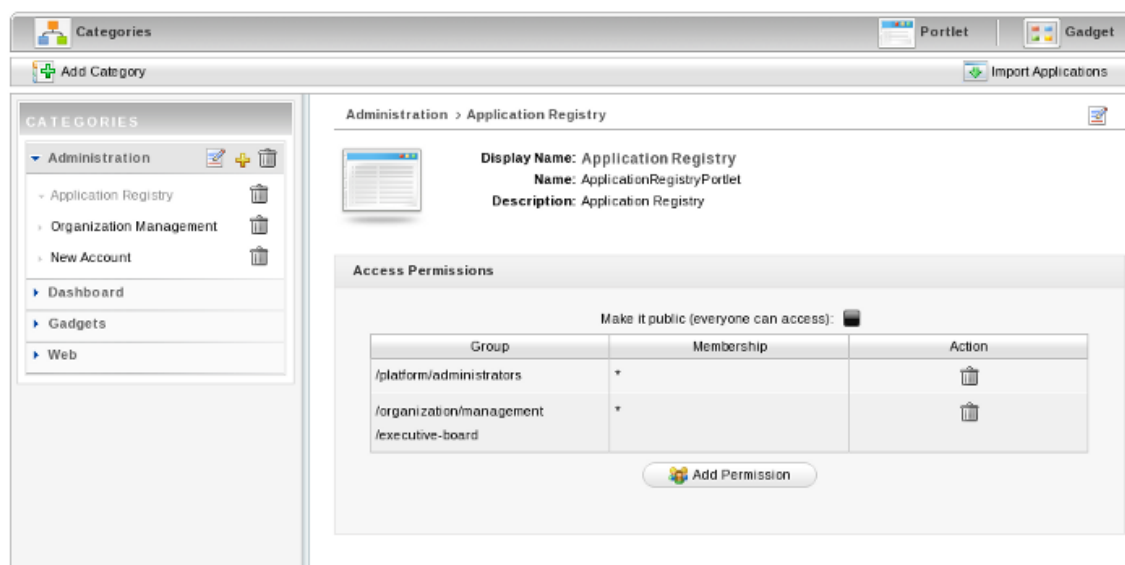 Categories
Portlet
Gadget
Add Category
Import Applications
CATEGORIES
Administration
Application Registry
Organization Management
New Account
Dashboard
Gadgets
Web
Administration > Application Registry
Display Name: Application Registry
Name: ApplicationRegistryPortlet
Description: Application Registry
Access Permissions
Make it public (everyone can access):
Group Membership Action
/platform/administrators *
/organization/management *
/executive-board
Add Permission